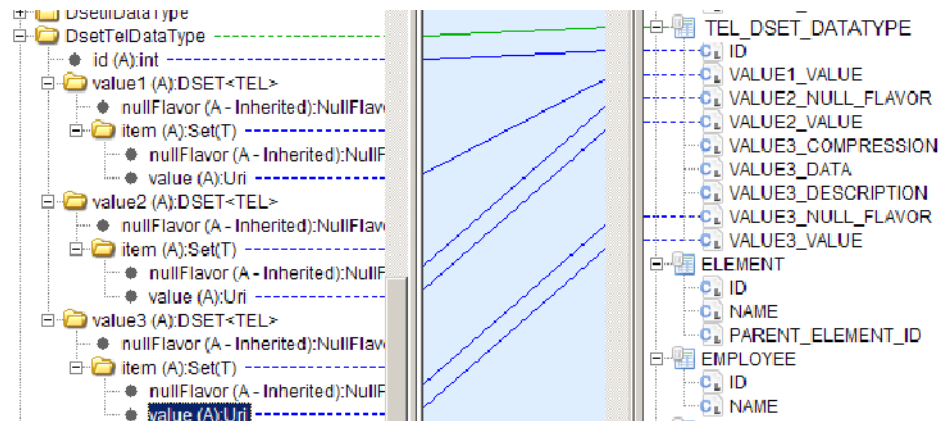 DsetIIDataType
DsetTelDataType
id (A):int
value1 (A):DSET<TEL>
nullFlavor (A - Inherited):NullFlav
item (A):Set(T)
nullFlavor (A - Inherited):NullF
value (A):Uri
value2 (A):DSET<TEL>
nullFlavor (A - Inherited):NullFlav
item (A):Set(T)
nullFlavor (A - Inherited):NullF
value (A):Uri
value3 (A):DSET<TEL>
nullFlavor (A - Inherited):NullFlav
item (A):Set(T)
nullFlavor (A - Inherited):NullF
value (A):Uri
TEL_DSET_DATATYPE
ID
VALUE1_VALUE
VALUE2_NULL_FLAVOR
VALUE2_VALUE
VALUE3_COMPRESSION
VALUE3_DATA
VALUE3_DESCRIPTION
VALUE3_NULL_FLAVOR
VALUE3_VALUE
ELEMENT
ID
NAME
PARENT_ELEMENT_ID
EMPLOYEE
ID
NAME